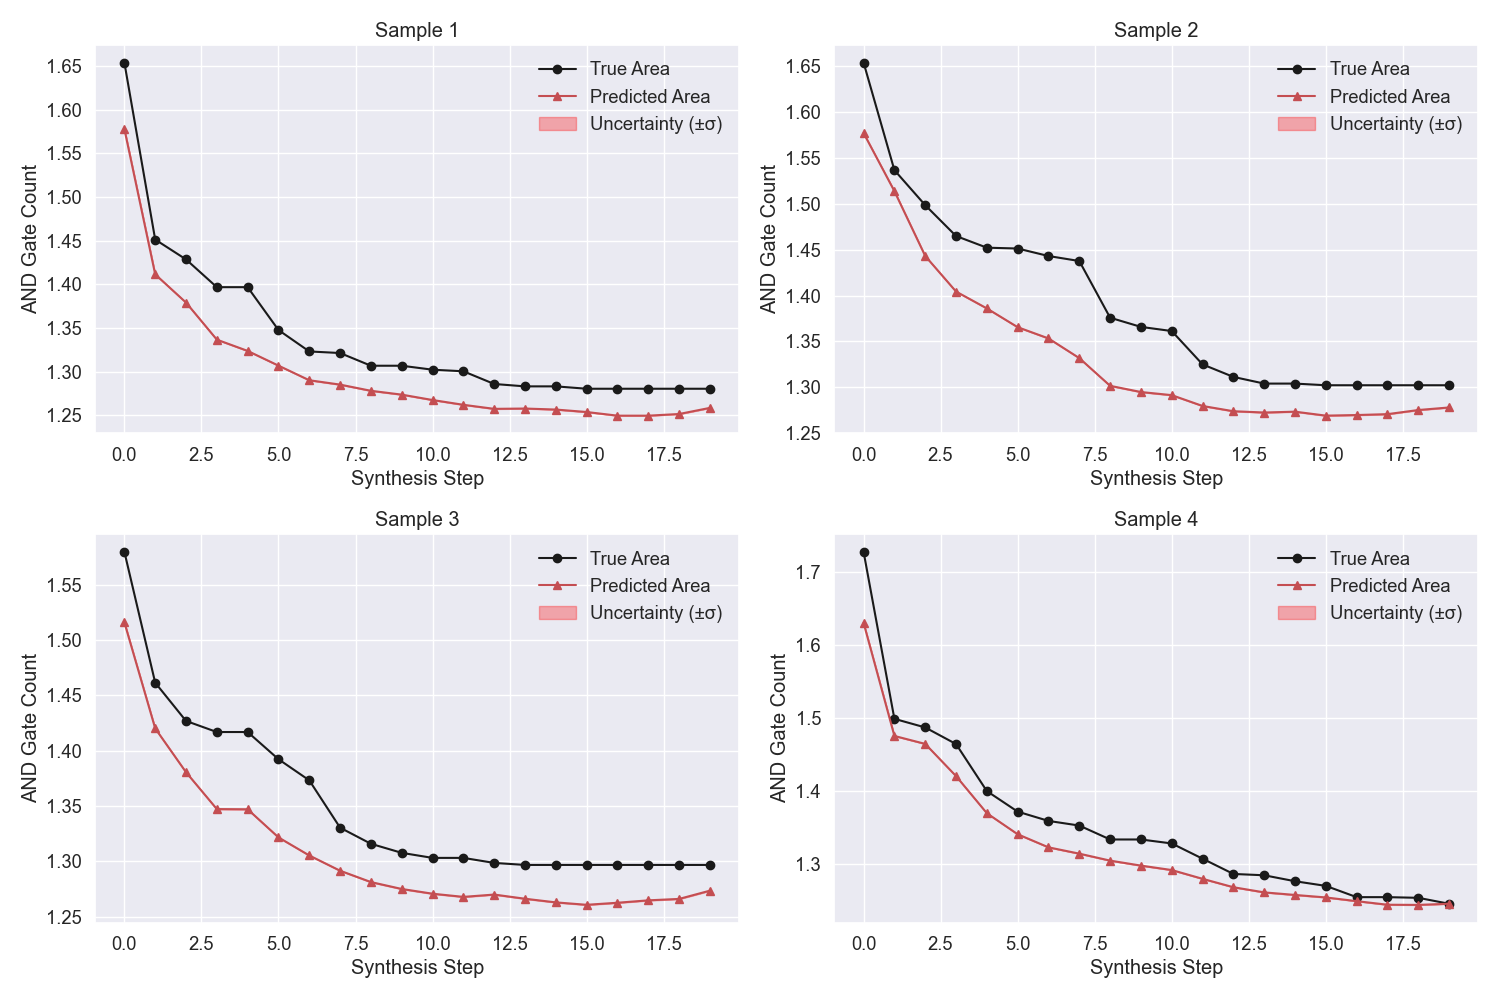 Sample 1
True Area
Predicted Area
Uncertainty (±σ)
AND Gate Count
1.65
1.60
1.55
1.50
1.45
1.40
1.35
1.30
1.25
0.0 2.5 5.0 7.5 10.0 12.5 15.0 17.5
Synthesis Step
Sample 2
True Area
Predicted Area
Uncertainty (±σ)
AND Gate Count
1.65
1.60
1.55
1.50
1.45
1.40
1.35
1.30
1.25
0.0 2.5 5.0 7.5 10.0 12.5 15.0 17.5
Synthesis Step
Sample 3
True Area
Predicted Area
Uncertainty (±σ)
AND Gate Count
1.55
1.50
1.45
1.40
1.35
1.30
1.25
0.0 2.5 5.0 7.5 10.0 12.5 15.0 17.5
Synthesis Step
Sample 4
True Area
Predicted Area
Uncertainty (±σ)
AND Gate Count
1.7
1.6
1.5
1.4
1.3
0.0 2.5 5.0 7.5 10.0 12.5 15.0 17.5
Synthesis Step